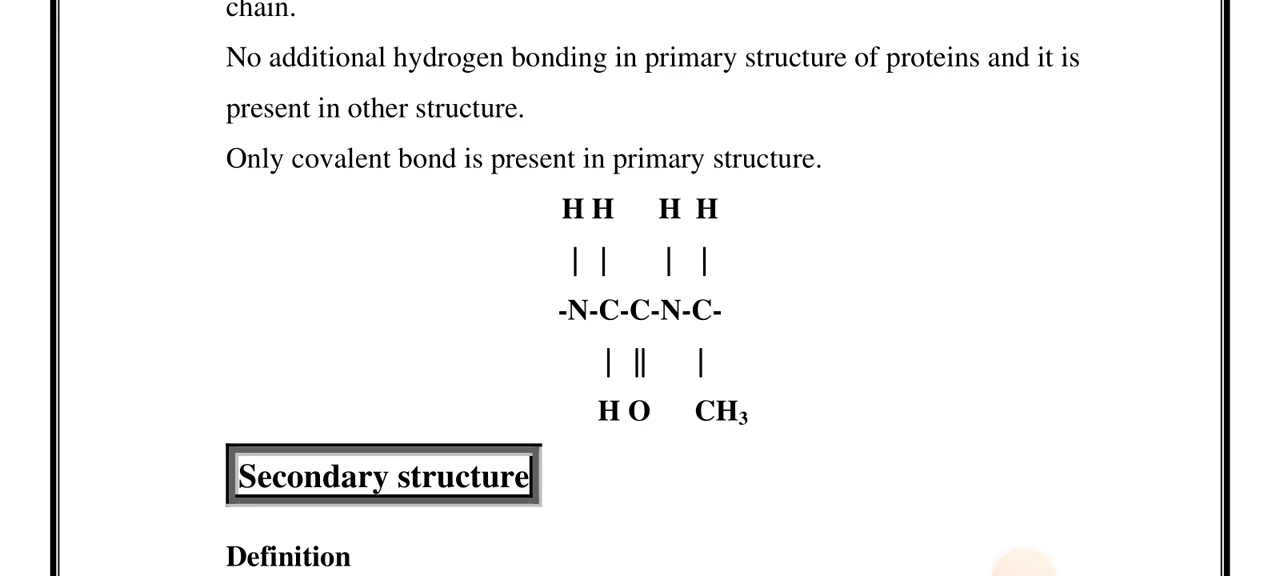 chain.
No additional hydrogen bonding in primary structure of proteins and it is
present in other structure.
Only covalent bond is present in primary structure.
H H H H
| | | |
-N-C-C-N-C-
| || |
H O CH₃
Secondary structure
Definition